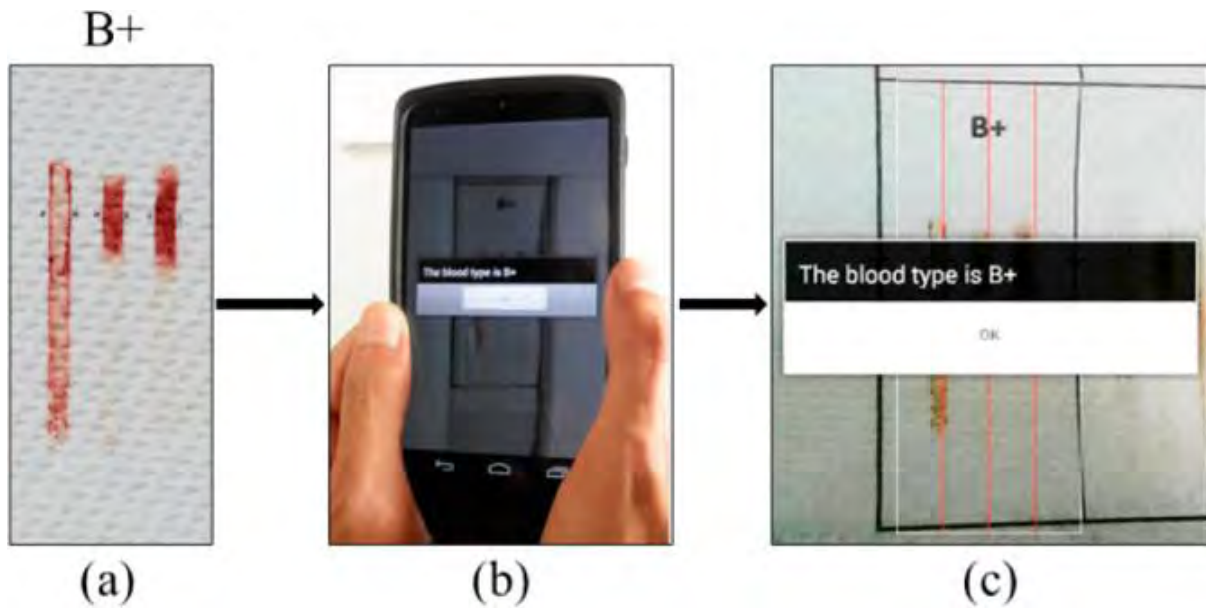 B+
B+
The blood type is B+
B+
The blood type is B+
OK
(a)
(b)
(c)